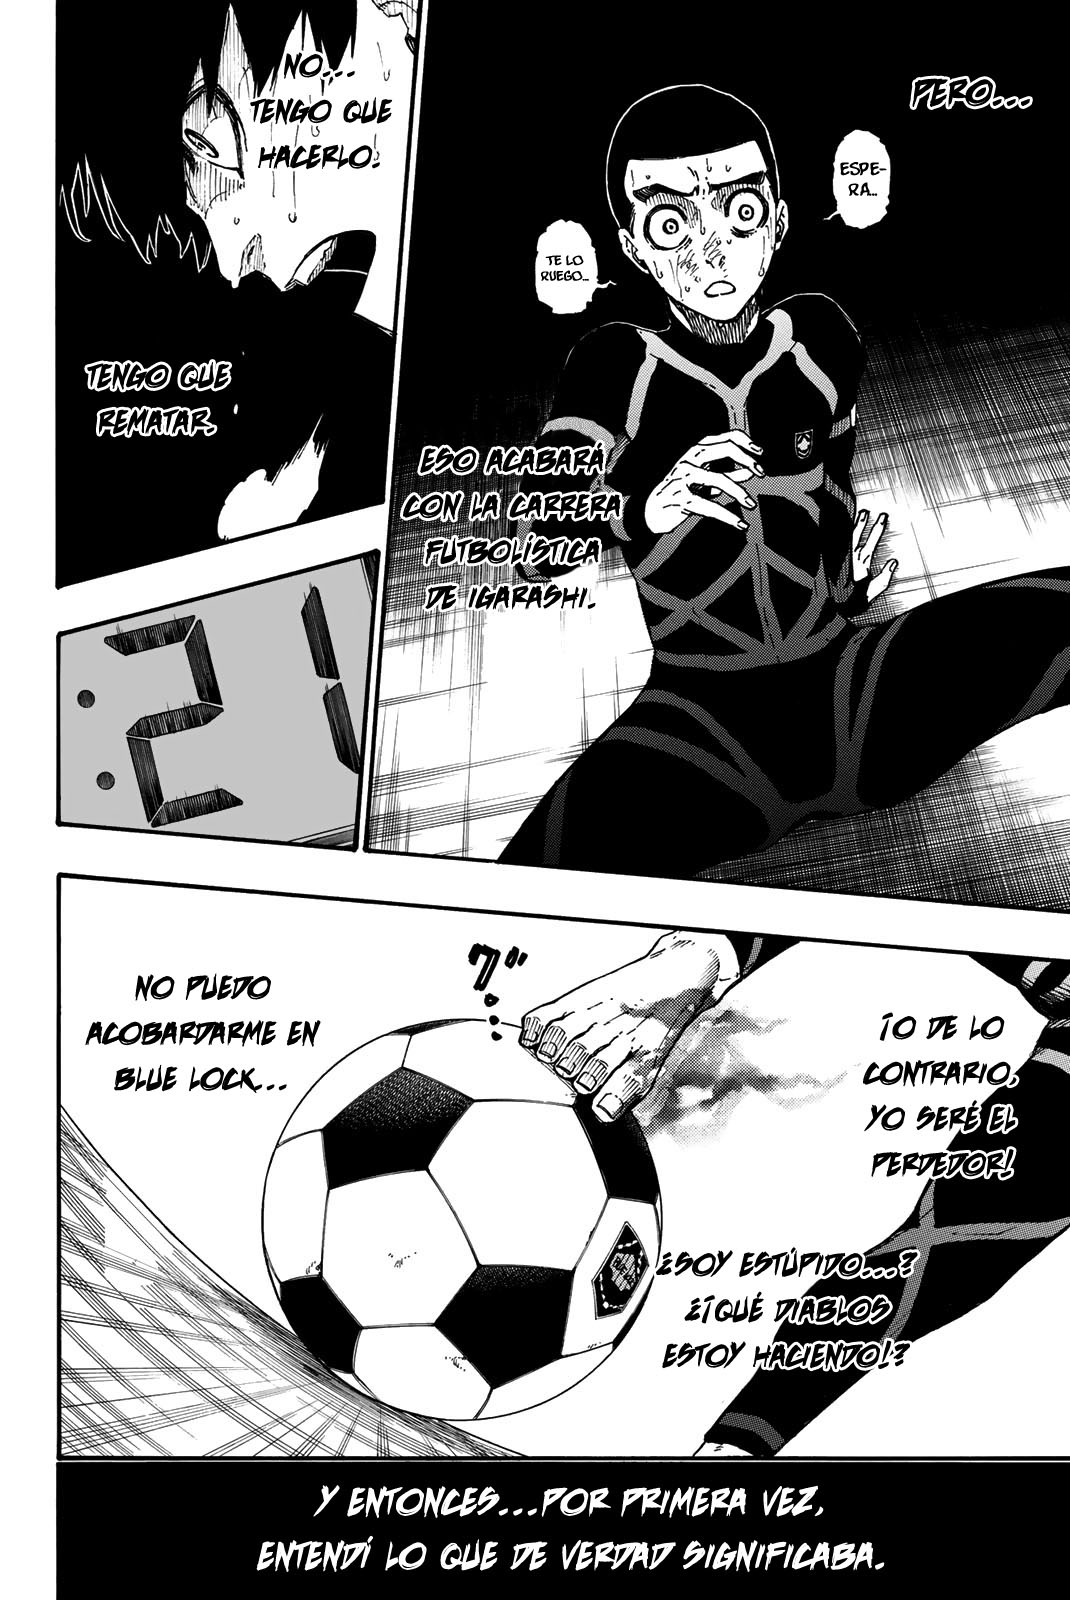 PERO...
ESPE-
RA...
TE LO
RUEGO...
ESO ACABARÁ
CON LA CARRERA
FUTBOLÍSTICA
DE IGARASHI.
NO...
TENGO QUE
HACERLO.
TENGO QUE
REMATAR.
:21
¡O DE LO
CONTRARIO,
YO SERÉ EL
PERDEDOR!
NO PUEDO
ACOBARDARME EN
BLUE LOCK...
¿SOY ESTÚPIDO...?
¿¡QUÉ DIABLOS
ESTOY HACIENDO!?
Y ENTONCES...POR PRIMERA VEZ,
ENTENDÍ LO QUE DE VERDAD SIGNIFICABA.